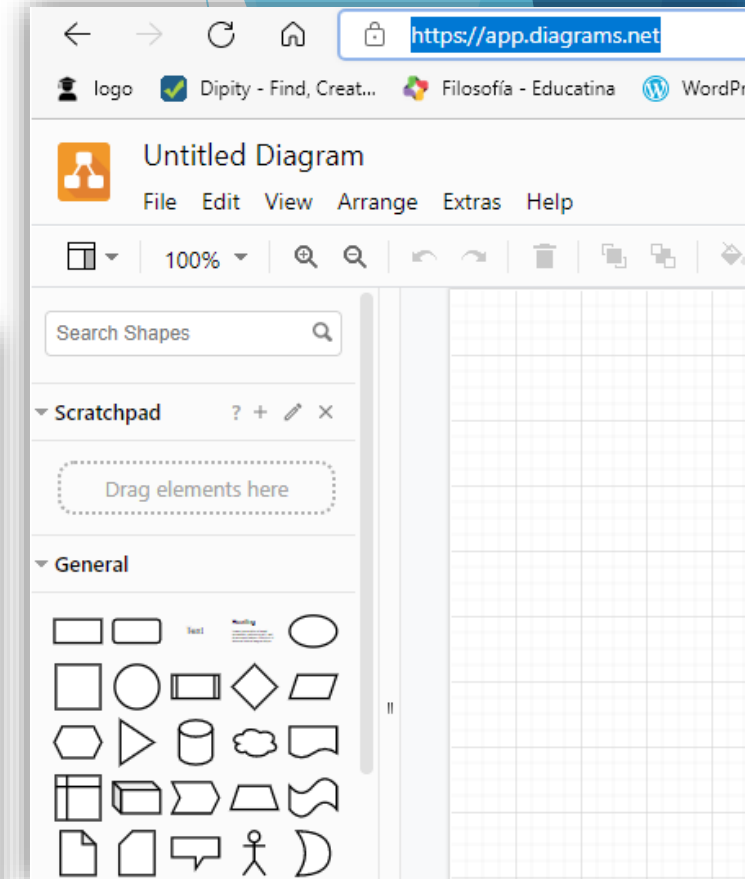 https://app.diagrams.net
logo Dipity - Find, Creat... Filosofía - Educatina WordPr
Untitled Diagram
File Edit View Arrange Extras Help
100%
Search Shapes
Scratchpad ? +
Drag elements here
General
Text Heading